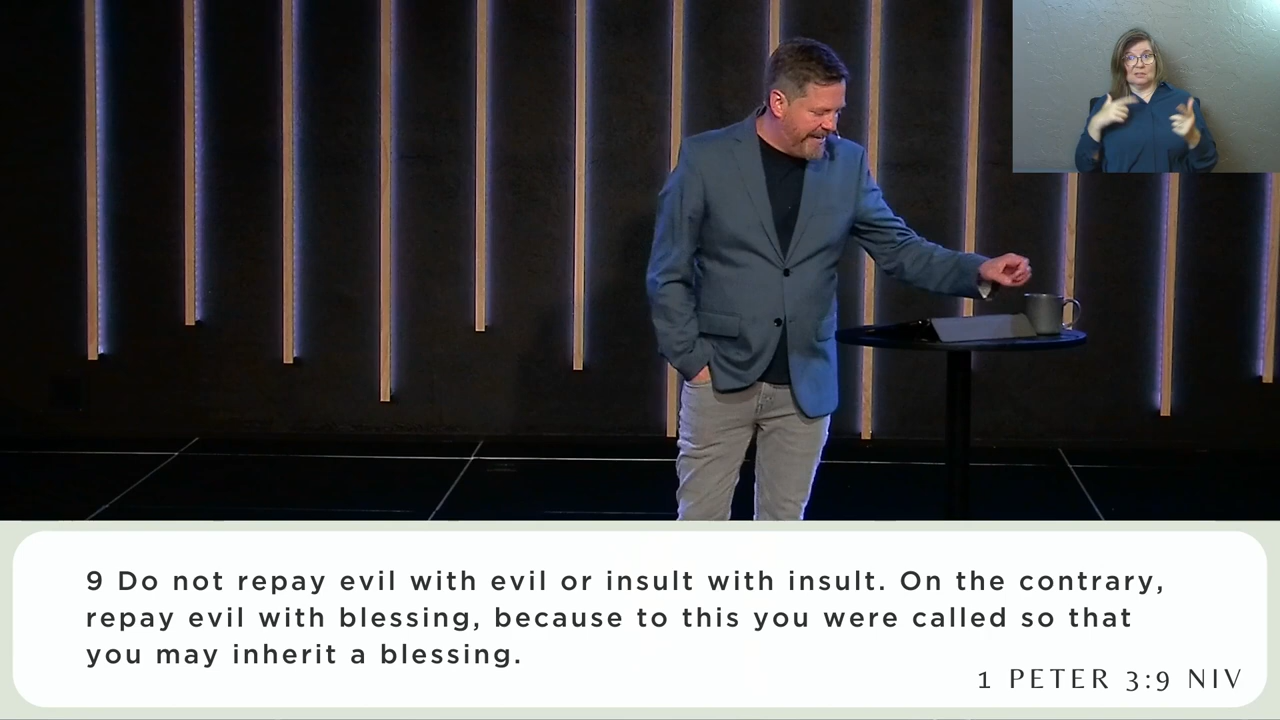 9 Do not repay evil with evil or insult with insult. On the contrary,
repay evil with blessing, because to this you were called so that
you may inherit a blessing.
1 PETER 3:9 NIV